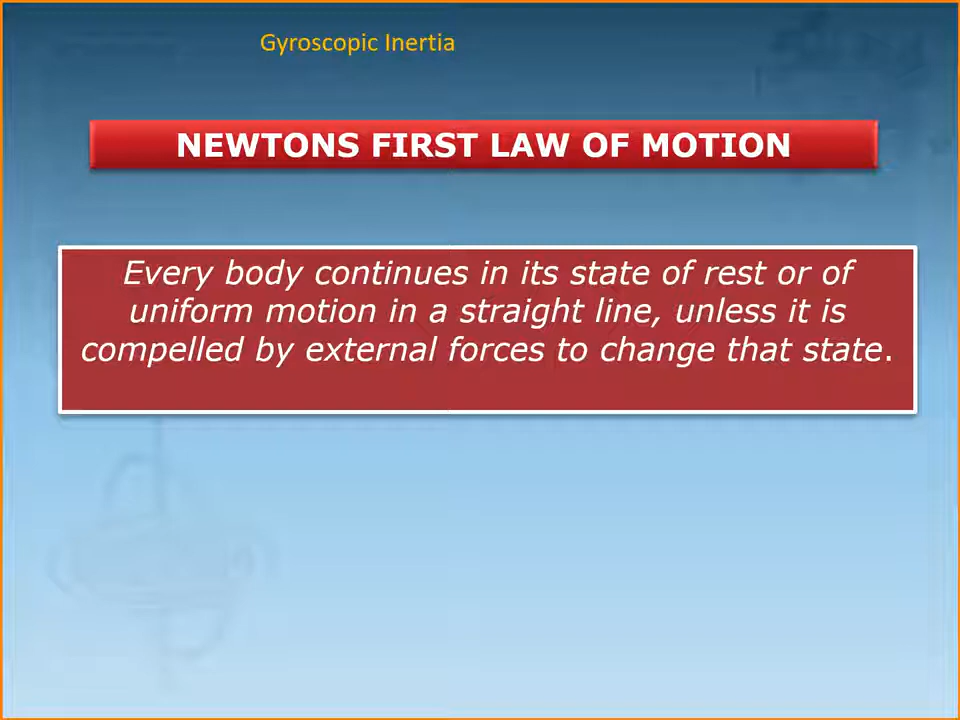 Gyroscopic Inertia
NEWTONS FIRST LAW OF MOTION
Every body continues in its state of rest or of
uniform motion in a straight line, unless it is
compelled by external forces to change that state.